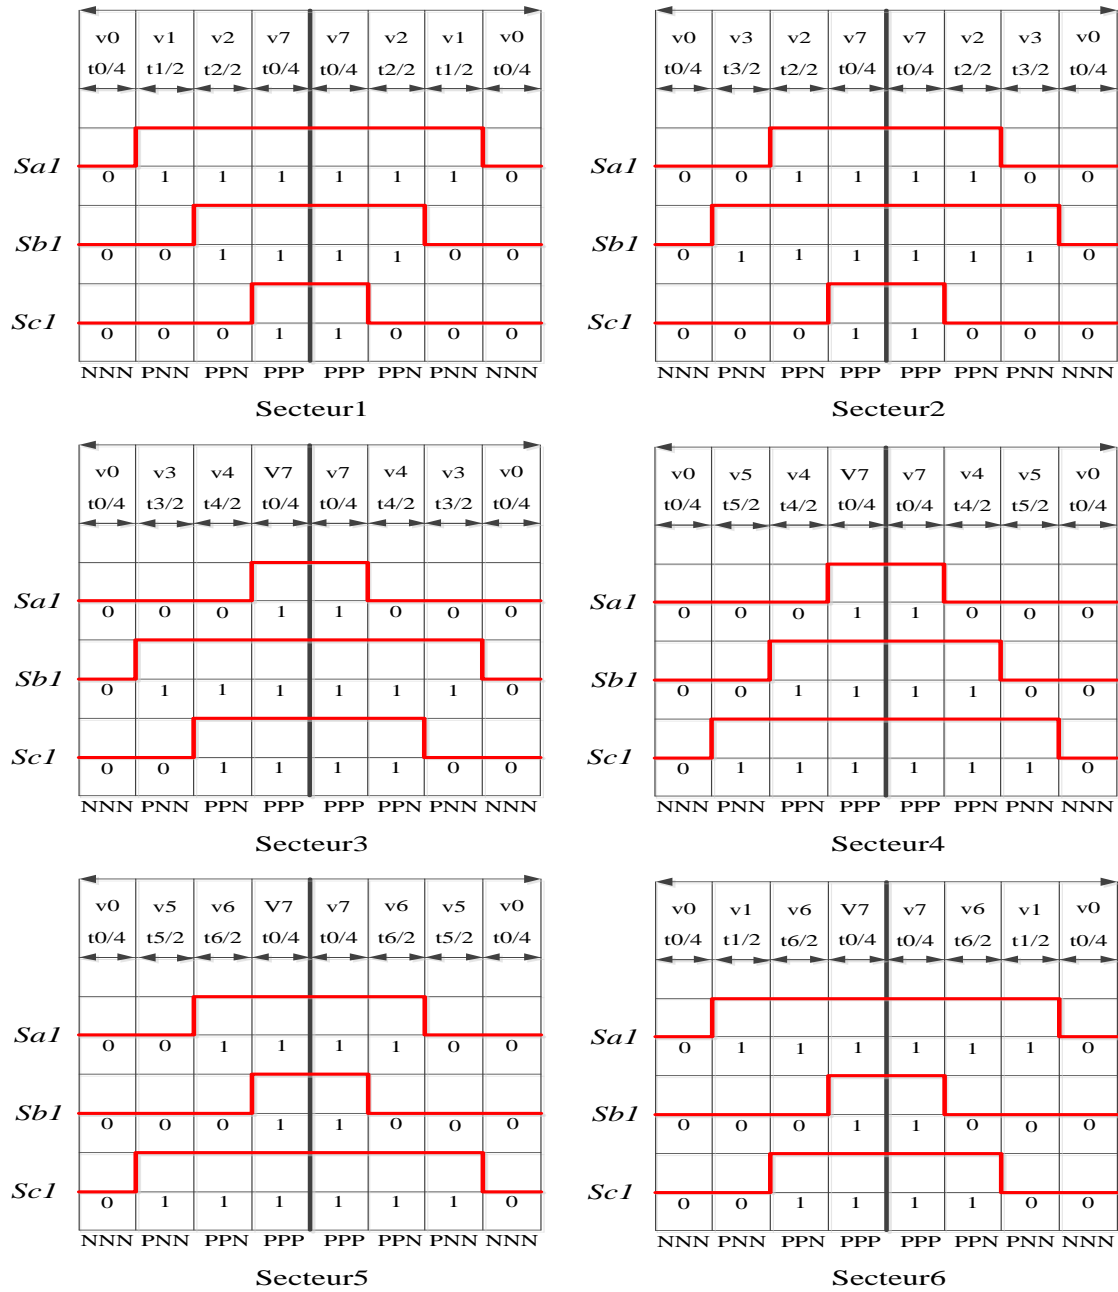 v0 v1 v2 v7 v7 v2 v1 v0
t0/4 t1/2 t2/2 t0/4 t0/4 t2/2 t1/2 t0/4
Sa1
0 1 1 1 1 1 1 0
Sb1
0 0 1 1 1 1 0 0
Sc1
0 0 0 1 1 0 0 0
NNN PNN PPN PPP PPP PPN PNN NNN
Secteur1
v0 v3 v2 v7 v7 v2 v3 v0
t0/4 t3/2 t2/2 t0/4 t0/4 t2/2 t3/2 t0/4
Sa1
0 0 1 1 1 1 0 0
Sb1
0 1 1 1 1 1 1 0
Sc1
0 0 0 1 1 0 0 0
NNN PNN PPN PPP PPP PPN PNN NNN
Secteur2
v0 v3 v4 V7 v7 v4 v3 v0
t0/4 t3/2 t4/2 t0/4 t0/4 t4/2 t3/2 t0/4
Sa1
0 0 0 1 1 0 0 0
Sb1
0 1 1 1 1 1 1 0
Sc1
0 0 1 1 1 1 0 0
NNN PNN PPN PPP PPP PPN PNN NNN
Secteur3
v0 v5 v4 V7 v7 v4 v5 v0
t0/4 t5/2 t4/2 t0/4 t0/4 t4/2 t5/2 t0/4
Sa1
0 0 0 1 1 0 0 0
Sb1
0 0 1 1 1 1 0 0
Sc1
0 1 1 1 1 1 1 0
NNN PNN PPN PPP PPP PPN PNN NNN
Secteur4
v0 v5 v6 V7 v7 v6 v5 v0
t0/4 t5/2 t6/2 t0/4 t0/4 t6/2 t5/2 t0/4
Sa1
0 0 1 1 1 1 0 0
Sb1
0 0 0 1 1 0 0 0
Sc1
0 1 1 1 1 1 1 0
NNN PNN PPN PPP PPP PPN PNN NNN
Secteur5
v0 v1 v6 V7 v7 v6 v1 v0
t0/4 t1/2 t6/2 t0/4 t0/4 t6/2 t1/2 t0/4
Sa1
0 1 1 1 1 1 1 0
Sb1
0 0 0 1 1 0 0 0
Sc1
0 0 1 1 1 1 0 0
NNN PNN PPN PPP PPP PPN PNN NNN
Secteur6